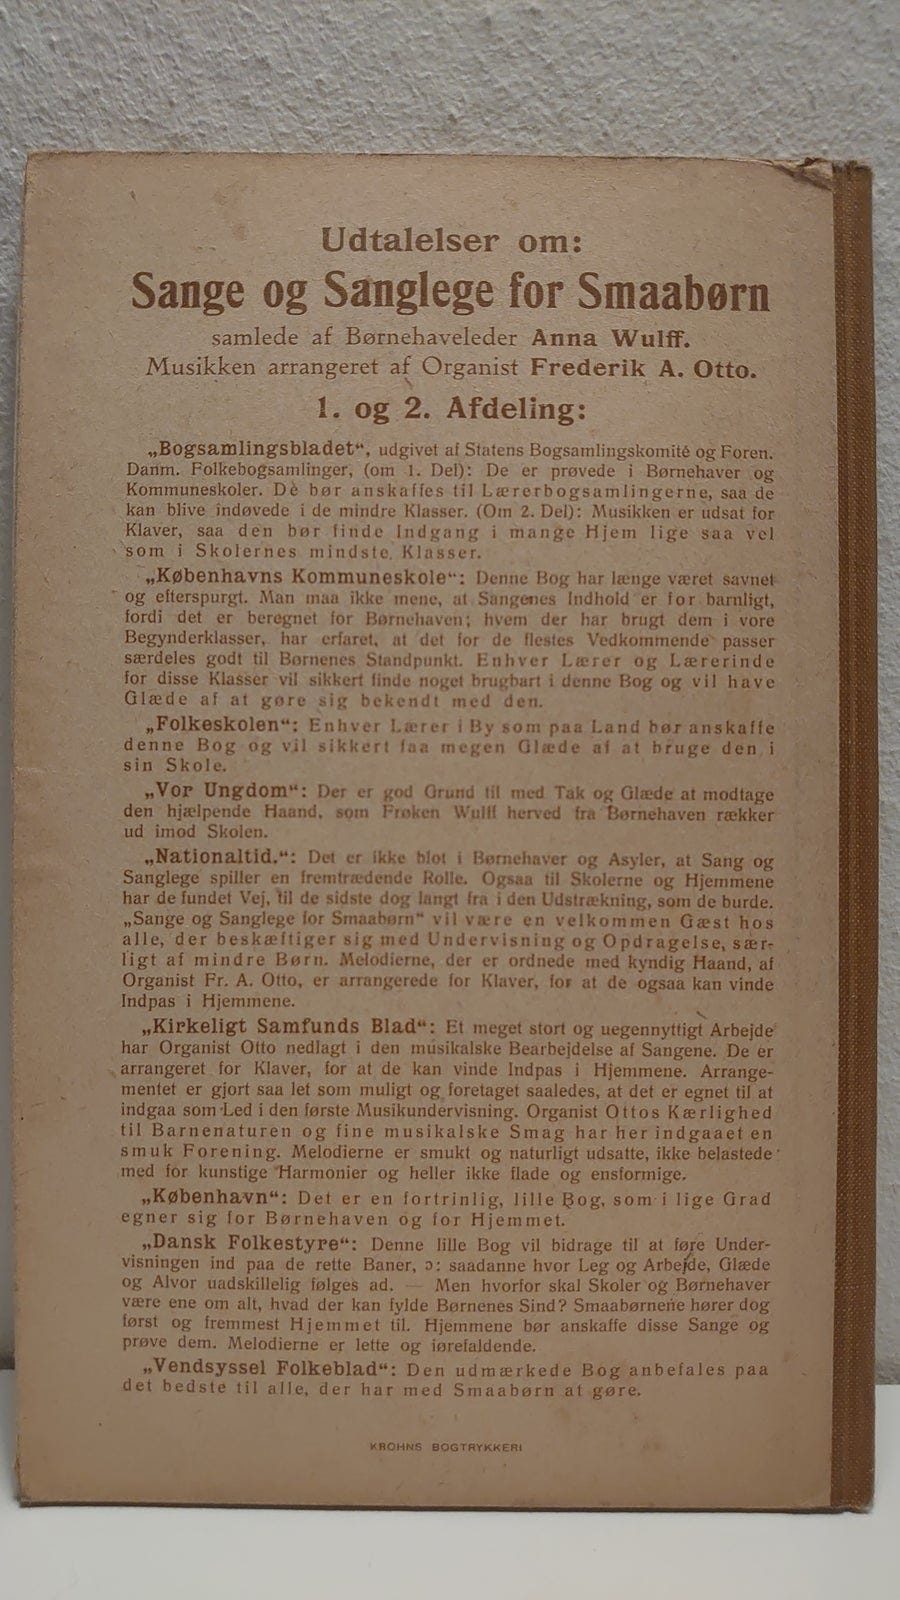 Udtalelser om:
Sange og Sanglege for Smaabørn
samlede af Børnehaveleder Anna Wulff.
Musikken arrangeret af Organist Frederik A. Otto.
1. og 2. Afdeling:
„Bogsamlingsbladet“, udgivet af Statens Bogsamlingskomité og Foren.
Danm. Folkebogsamlinger, (om 1. Del): De er prøvede i Børnehaver og
Kommuneskoler. Dè bør anskaffes til Lærerbogsamlingerne, saa de
kan blive indøvede i de mindre Klasser. (Om 2. Del): Musikken er udsat for
Klaver, saa den bør finde Indgang i mange Hjem lige saa vel
som i Skolernes mindste Klasser.
„Københavns Kommuneskole“: Denne Bog har længe været savnet
og efterspurgt. Man maa ikke mene, at Sangenes Indhold er for barnligt,
fordi det er beregnet for Børnehaven; hvem der har brugt dem i vore
Begynderklasser, har erfaret, at det for de flestes Vedkommende passer
særdeles godt til Børnenes Standpunkt. Enhver Lærer og Lærerinde
for disse Klasser vil sikkert finde noget brugbart i denne Bog og vil have
Glæde af at gøre sig bekendt med den.
„Folkeskolen“: Enhver Lærer i By som paa Land bør anskaffe
denne Bog og vil sikkert faa megen Glæde af at bruge den i
sin Skole.
„Vor Ungdom“: Der er god Grund til med Tak og Glæde at modtage
den hjælpende Haand, som Frøken Wulff herved fra Børnehaven rækker
ud imod Skolen.
„Nationaltid.“: Det er ikke blot i Børnehaver og Asyler, at Sang og
Sanglege spiller en fremtrædende Rolle. Ogsaa til Skolerne og Hjemmene
har de fundet Vej, til de sidste dog langt fra i den Udstrækning, som de burde.
„Sange og Sanglege for Smaabørn“ vil være en velkommen Gæst hos
alle, der beskæftiger sig med Undervisning og Opdragelse, sær-
ligt af mindre Børn. Melodierne, der er ordnede med kyndig Haand, af
Organist Fr. A. Otto, er arrangerede for Klaver, for at de ogsaa kan vinde
Indpas i Hjemmene.
„Kirkeligt Samfunds Blad“: Et meget stort og uegennyttigt Arbejde
har Organist Otto nedlagt i den musikalske Bearbejdelse af Sangene. De er
arrangeret for Klaver, for at de kan vinde Indpas i Hjemmene. Arrange-
mentet er gjort saa let som muligt og foretaget saaledes, at det er egnet til at
indgaa som Led i den første Musikundervisning. Organist Ottos Kærlighed
til Barnenaturen og fine musikalske Smag har her indgaaet en
smuk Forening. Melodierne er smukt og naturligt udsatte, ikke belastede
med for kunstige Harmonier og heller ikke flade og ensformige.
„København“: Det er en fortrinlig, lille Bog, som i lige Grad
egner sig for Børnehaven og for Hjemmet.
„Dansk Folkestyre“: Denne lille Bog vil bidrage til at føre Under-
visningen ind paa de rette Baner, ɔ: saadanne hvor Leg og Arbejde, Glæde
og Alvor uadskillelig følges ad. — Men hvorfor skal Skoler og Børnehaver
være ene om alt, hvad der kan fylde Børnenes Sind? Smaabørnene hører dog
først og fremmest Hjemmet til. Hjemmene bør anskaffe disse Sange og
prøve dem. Melodierne er lette og iørefaldende.
„Vendsyssel Folkeblad“: Den udmærkede Bog anbefales paa
det bedste til alle, der har med Smaabørn at gøre.
KROHNS BOGTRYKKERI